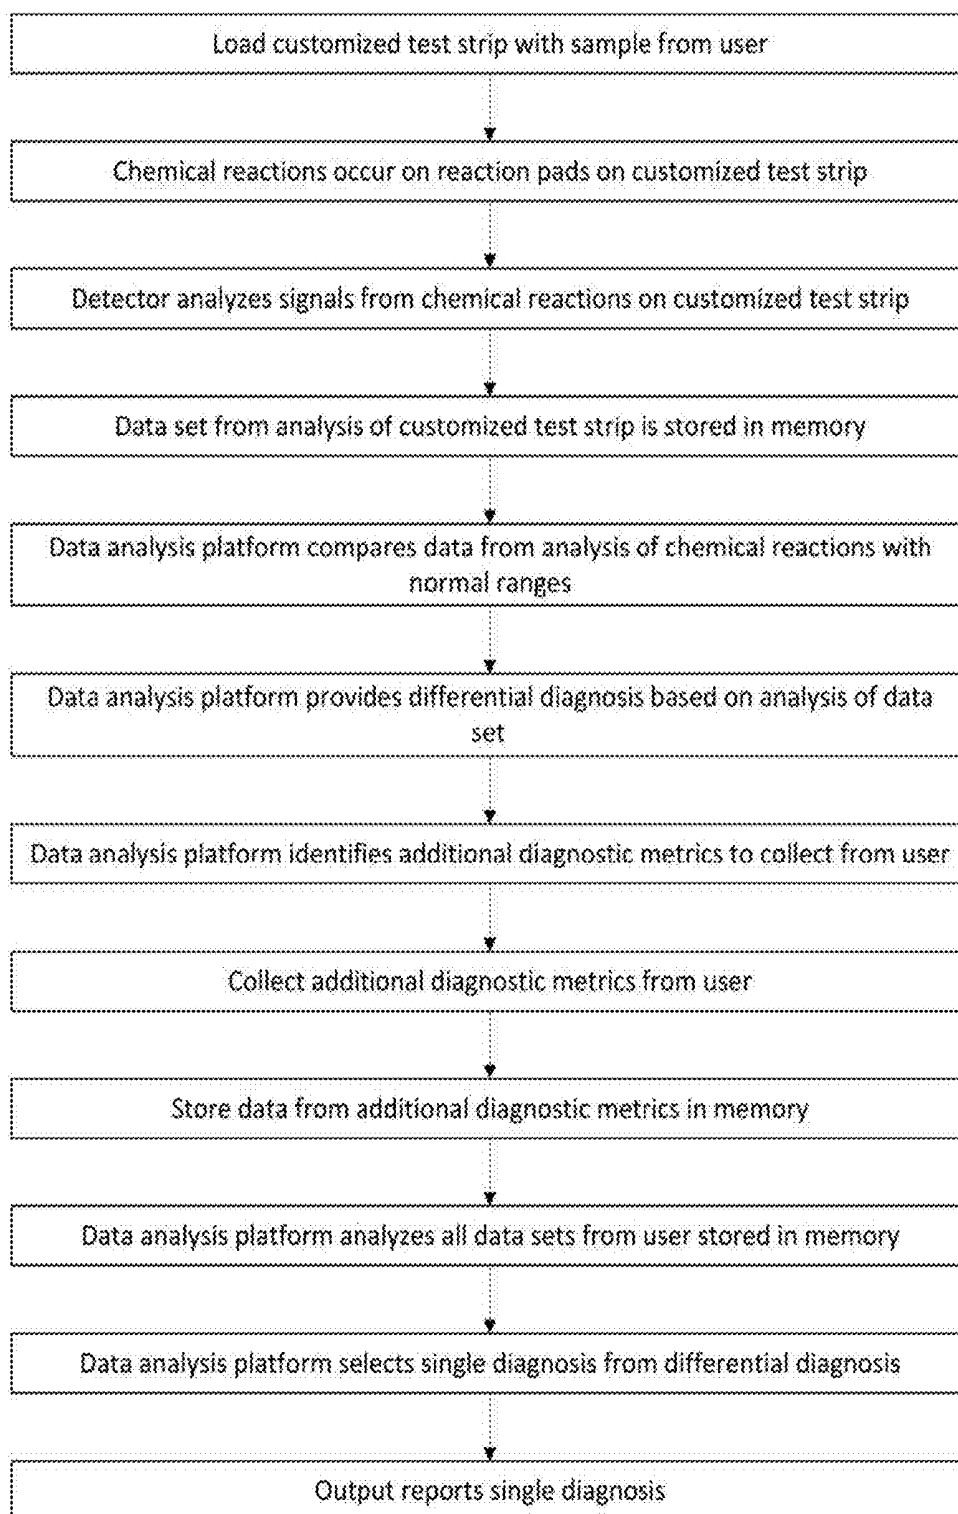 Load customized test strip with sample from user
Chemical reactions occur on reaction pads on customized test strip
Detector analyzes signals from chemical reactions on customized test strip
Data set from analysis of customized test strip is stored in memory
Data analysis platform compares data from analysis of chemical reactions with
normal ranges
Data analysis platform provides differential diagnosis based on analysis of data
set
Data analysis platform identifies additional diagnostic metrics to collect from user
Collect additional diagnostic metrics from user
Store data from additional diagnostic metrics in memory
Data analysis platform analyzes all data sets from user stored in memory
Data analysis platform selects single diagnosis from differential diagnosis
Output reports single diagnosis